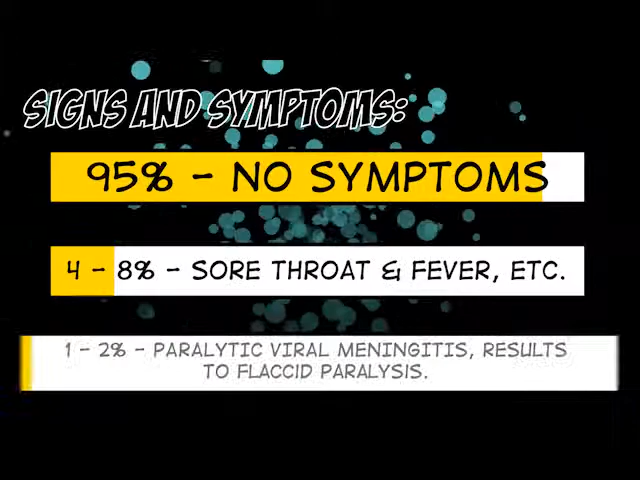 SIGNS AND SYMPTOMS:
95% - NO SYMPTOMS
4 - 8% - SORE THROAT & FEVER, ETC.
1 - 2% - PARALYTIC VIRAL MENINGITIS, RESULTS
TO FLACCID PARALYSIS.